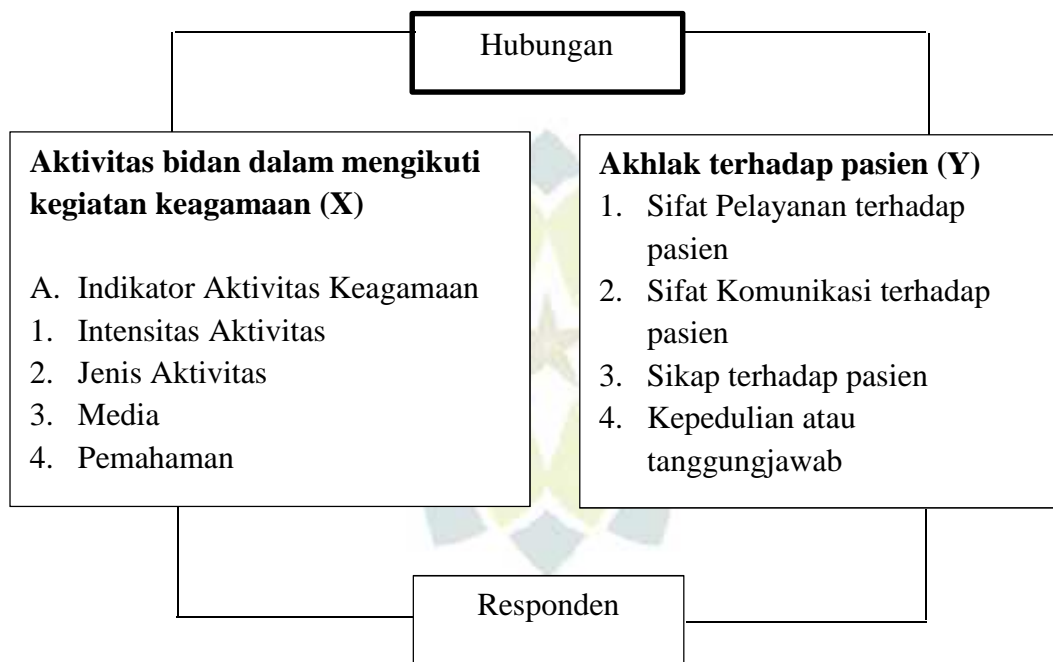 Hubungan
Aktivitas bidan dalam mengikuti
kegiatan keagamaan (X)
A. Indikator Aktivitas Keagamaan
1. Intensitas Aktivitas
2. Jenis Aktivitas
3. Media
4. Pemahaman
Akhlak terhadap pasien (Y)
1. Sifat Pelayanan terhadap
pasien
2. Sifat Komunikasi terhadap
pasien
3. Sikap terhadap pasien
4. Kepedulian atau
tanggungjawab
Responden